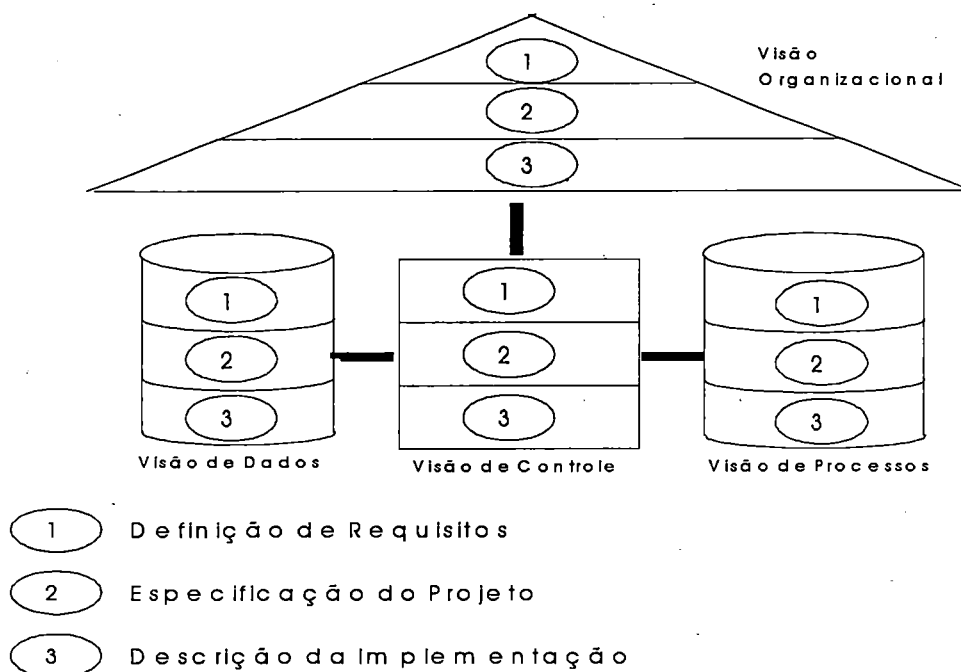 1
Visão
Organizacional
2
3
1
1
1
2
2
2
3
3
3
Visão de Dados
Visão de Controle
Visão de Processos
1 Definição de Requisitos
2 Especificação do Projeto
3 Descrição da Implementação